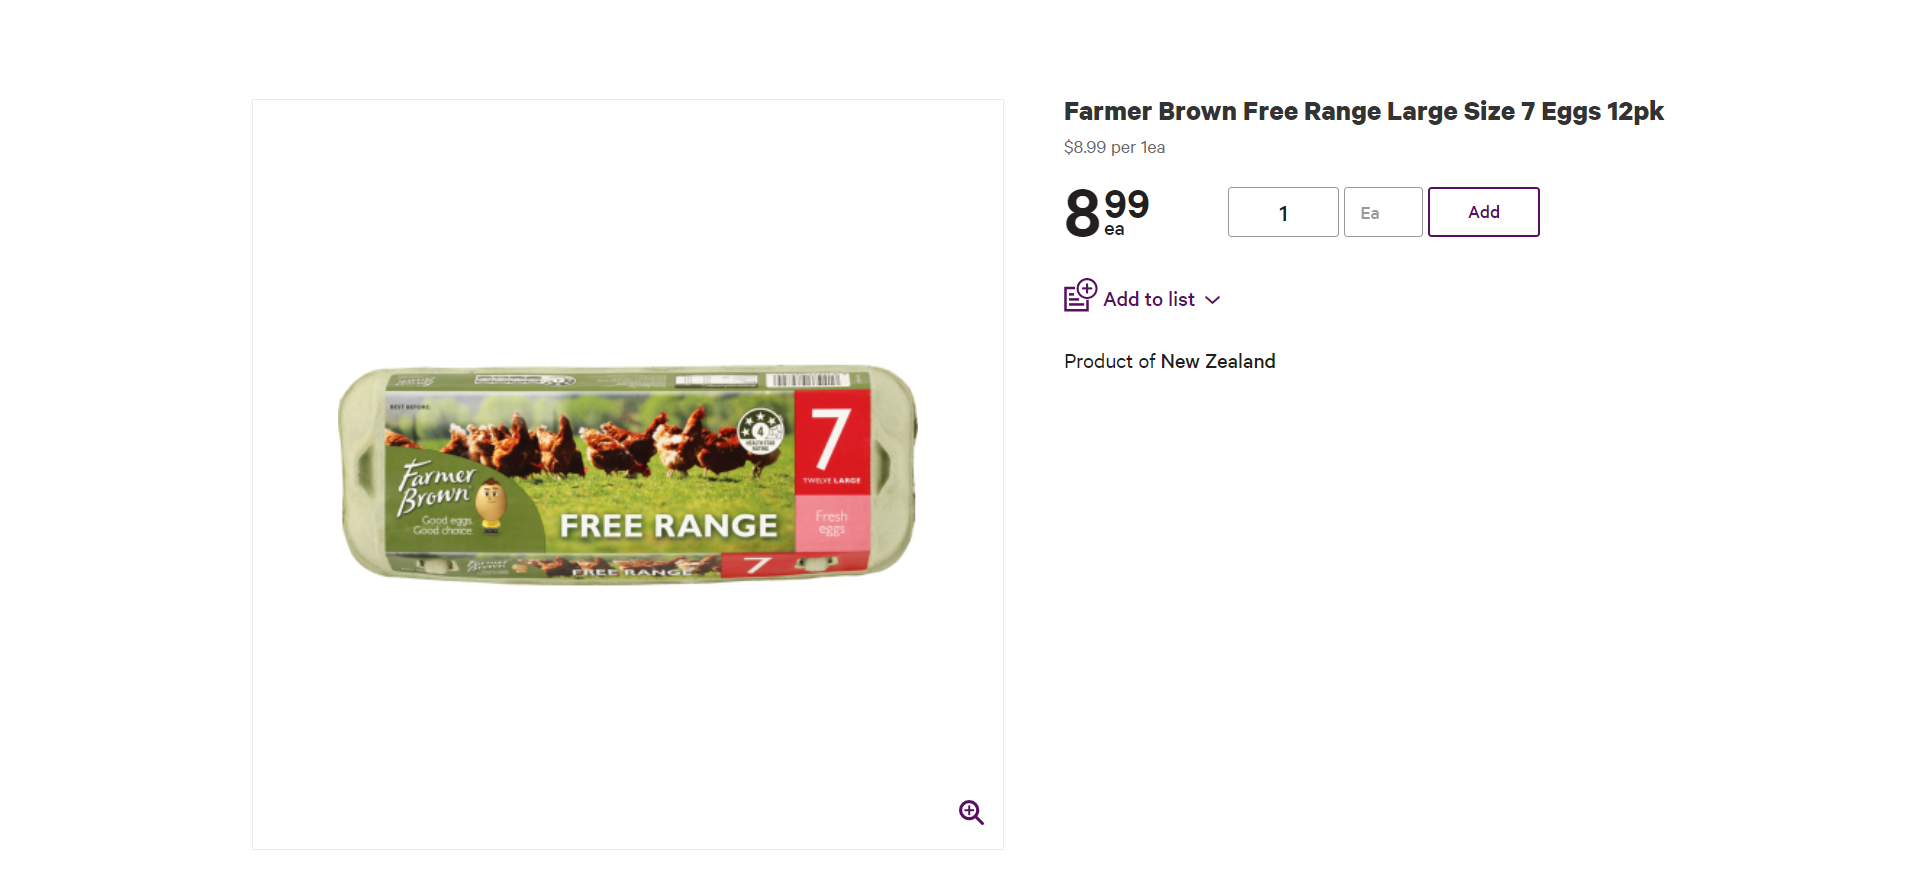 Farmer Brown Free Range Large Size 7 Eggs 12pk
$8.99 per 1ea
8 99
ea
1
Ea
Add
Add to list
Product of New Zealand
BEST BEFORE:
4
HEALTH STAR
RATING
7
TWELVE LARGE
Farmer
Brown
Good eggs.
Good choice.
FREE RANGE
Fresh
eggs
Farmer
Brown
FREE RANGE
7